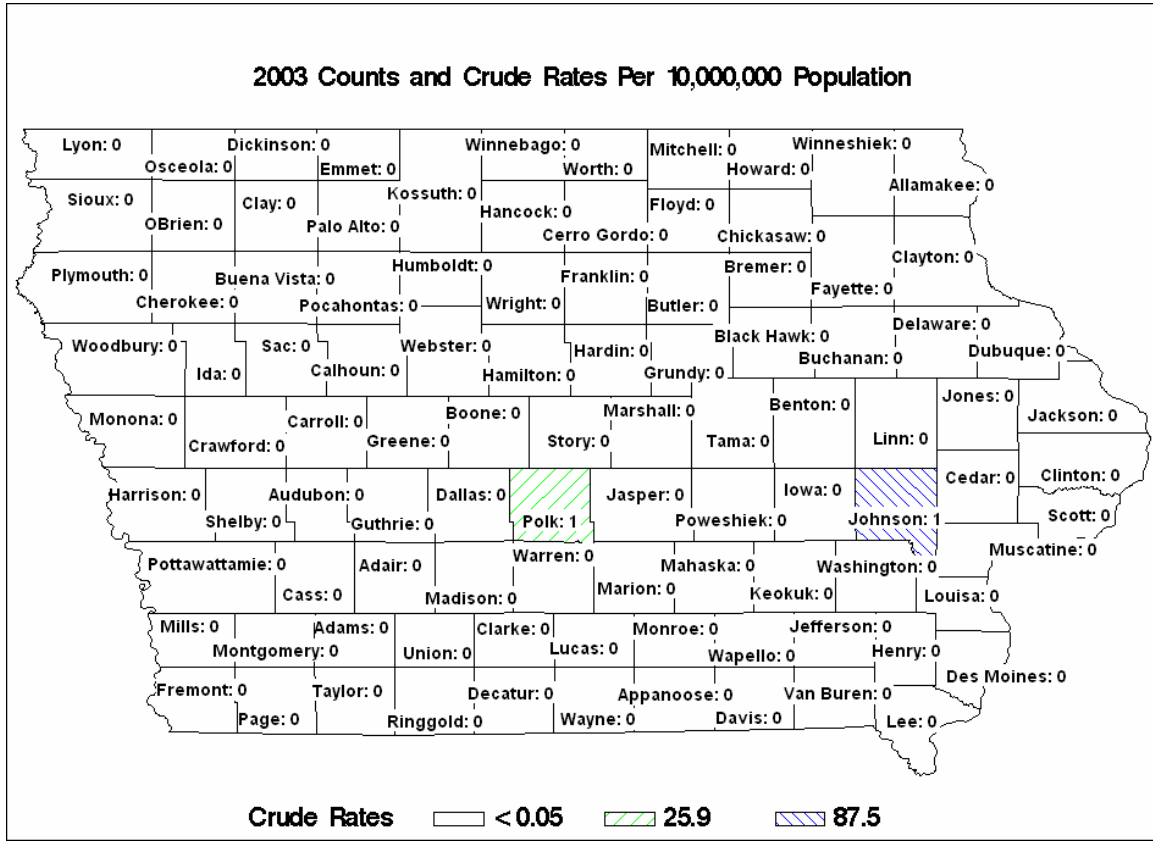 2003 Counts and Crude Rates Per 10,000,000 Population
Lyon: 0
Dickinson: 0
Winnebago: 0
Mitchell: 0
Winneshiek: 0
Osceola: 0
Emmet: 0
Worth: 0
Howard: 0
Allamakee: 0
Sioux: 0
Clay: 0
Kossuth: 0
Hancock: 0
Floyd: 0
OBrien: 0
Palo Alto: 0
Cerro Gordo: 0
Chickasaw: 0
Clayton: 0
Plymouth: 0
Buena Vista: 0
Humboldt: 0
Franklin: 0
Bremer: 0
Fayette: 0
Cherokee: 0
Pocahontas: 0
Wright: 0
Butler: 0
Black Hawk: 0
Delaware: 0
Woodbury: 0
Sac: 0
Webster: 0
Hardin: 0
Buchanan: 0
Dubuque: 0
Ida: 0
Calhoun: 0
Hamilton: 0
Grundy: 0
Monona: 0
Carroll: 0
Boone: 0
Marshall: 0
Benton: 0
Jones: 0
Jackson: 0
Crawford: 0
Greene: 0
Story: 0
Tama: 0
Linn: 0
Harrison: 0
Audubon: 0
Dallas: 0
Jasper: 0
Iowa: 0
Cedar: 0
Clinton: 0
Shelby: 0
Guthrie: 0
Polk: 1
Poweshiek: 0
Johnson: 1
Scott: 0
Muscatine: 0
Pottawattamie: 0
Adair: 0
Warren: 0
Mahaska: 0
Washington: 0
Cass: 0
Madison: 0
Marion: 0
Keokuk: 0
Louisa: 0
Mills: 0
Adams: 0
Clarke: 0
Monroe: 0
Jefferson: 0
Montgomery: 0
Union: 0
Lucas: 0
Wapello: 0
Henry: 0
Des Moines: 0
Fremont: 0
Taylor: 0
Decatur: 0
Appanoose: 0
Van Buren: 0
Page: 0
Ringgold: 0
Wayne: 0
Davis: 0
Lee: 0
Crude Rates < 0.05 25.9 87.5